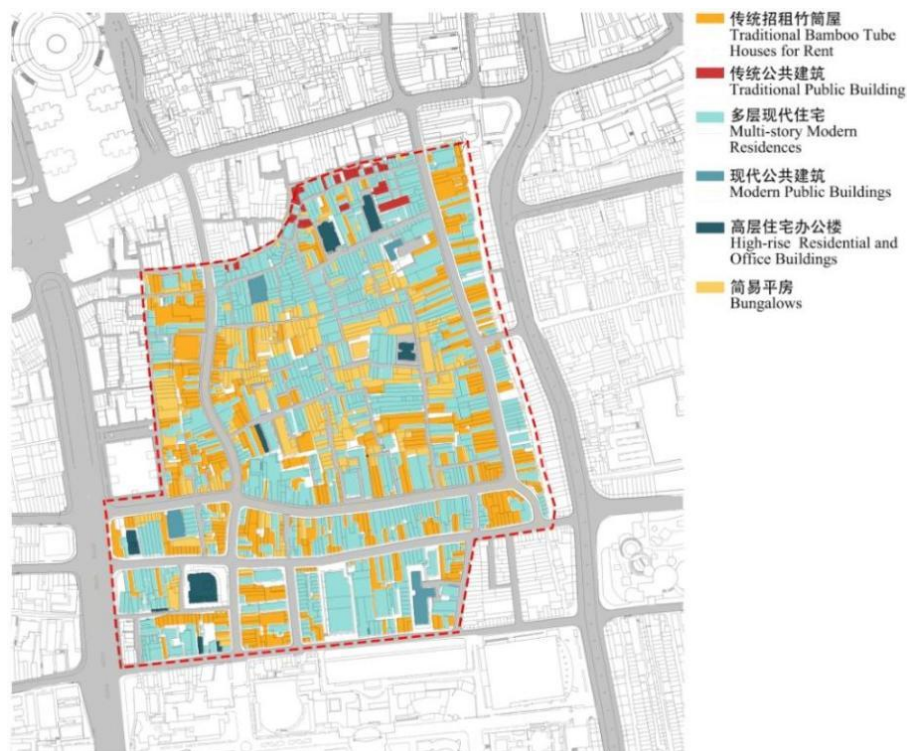 传统招租竹筒屋
Traditional Bamboo Tube
Houses for Rent
传统公共建筑
Traditional Public Building
多层现代住宅
Multi-story Modern
Residences
现代公共建筑
Modern Public Buildings
高层住宅办公楼
High-rise Residential and
Office Buildings
简易平房
Bungalows